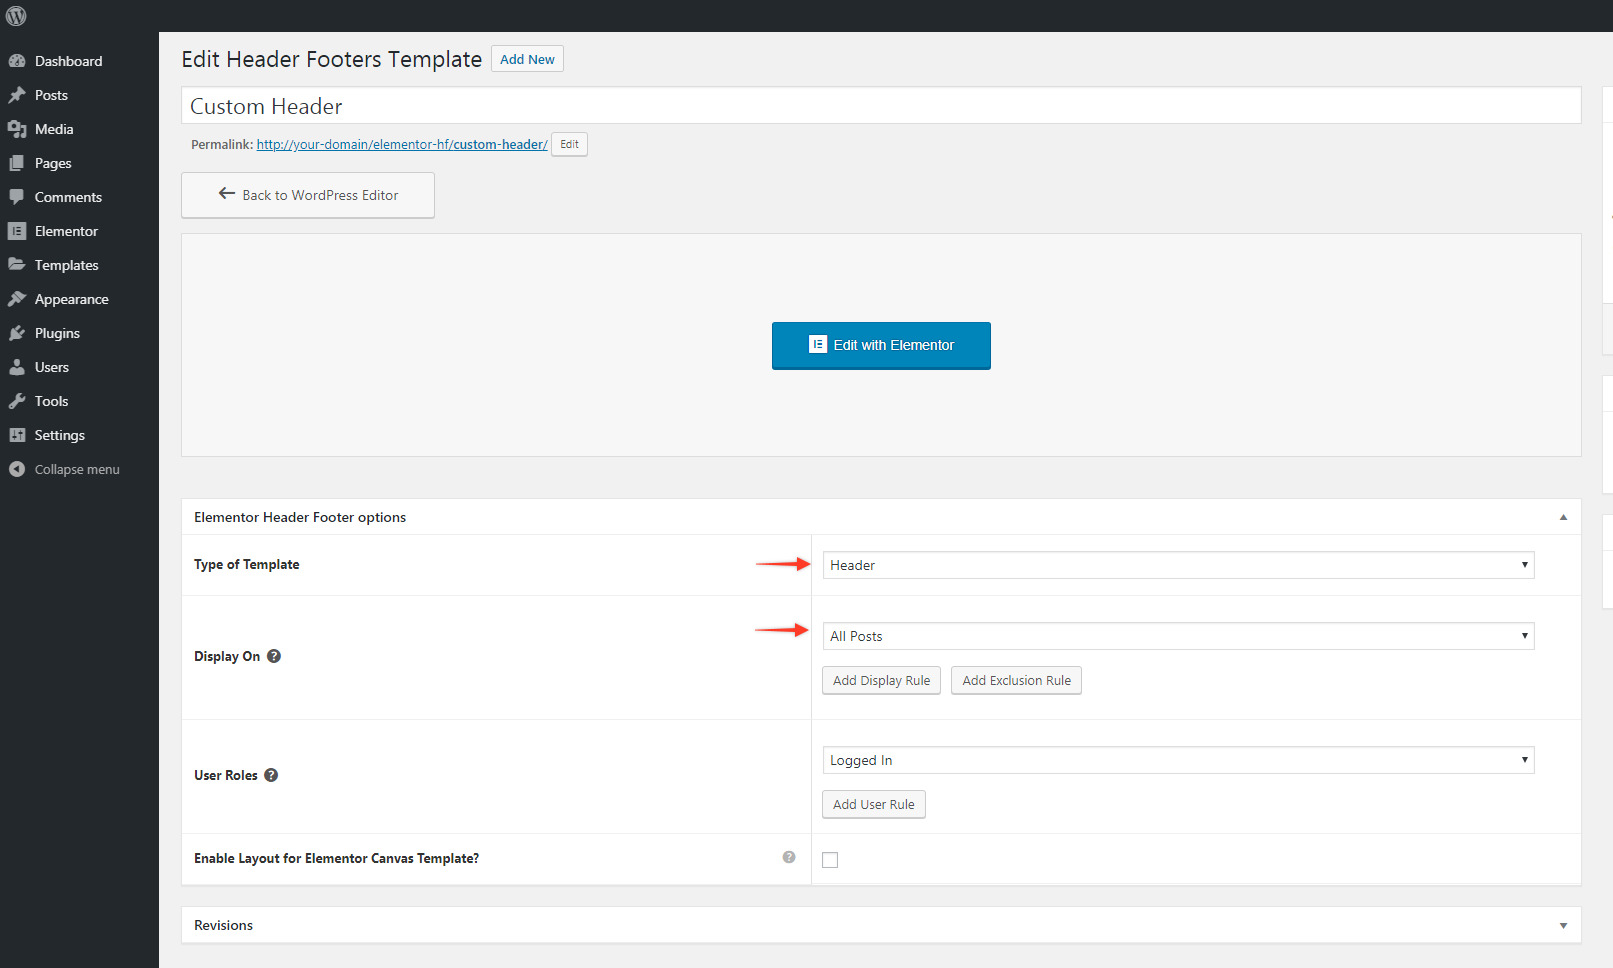 Dashboard
Posts
Media
Pages
Comments
Elementor
Templates
Appearance
Plugins
Users
Tools
Settings
Collapse menu
Edit Header Footers Template Add New
Custom Header
Permalink: http://your-domain/elementor-hf/custom-header/ Edit
Back to WordPress Editor
Edit with Elementor
Elementor Header Footer options
Type of Template Header
Display On All Posts
Add Display Rule Add Exclusion Rule
User Roles Logged In
Add User Rule
Enable Layout for Elementor Canvas Template?
Revisions